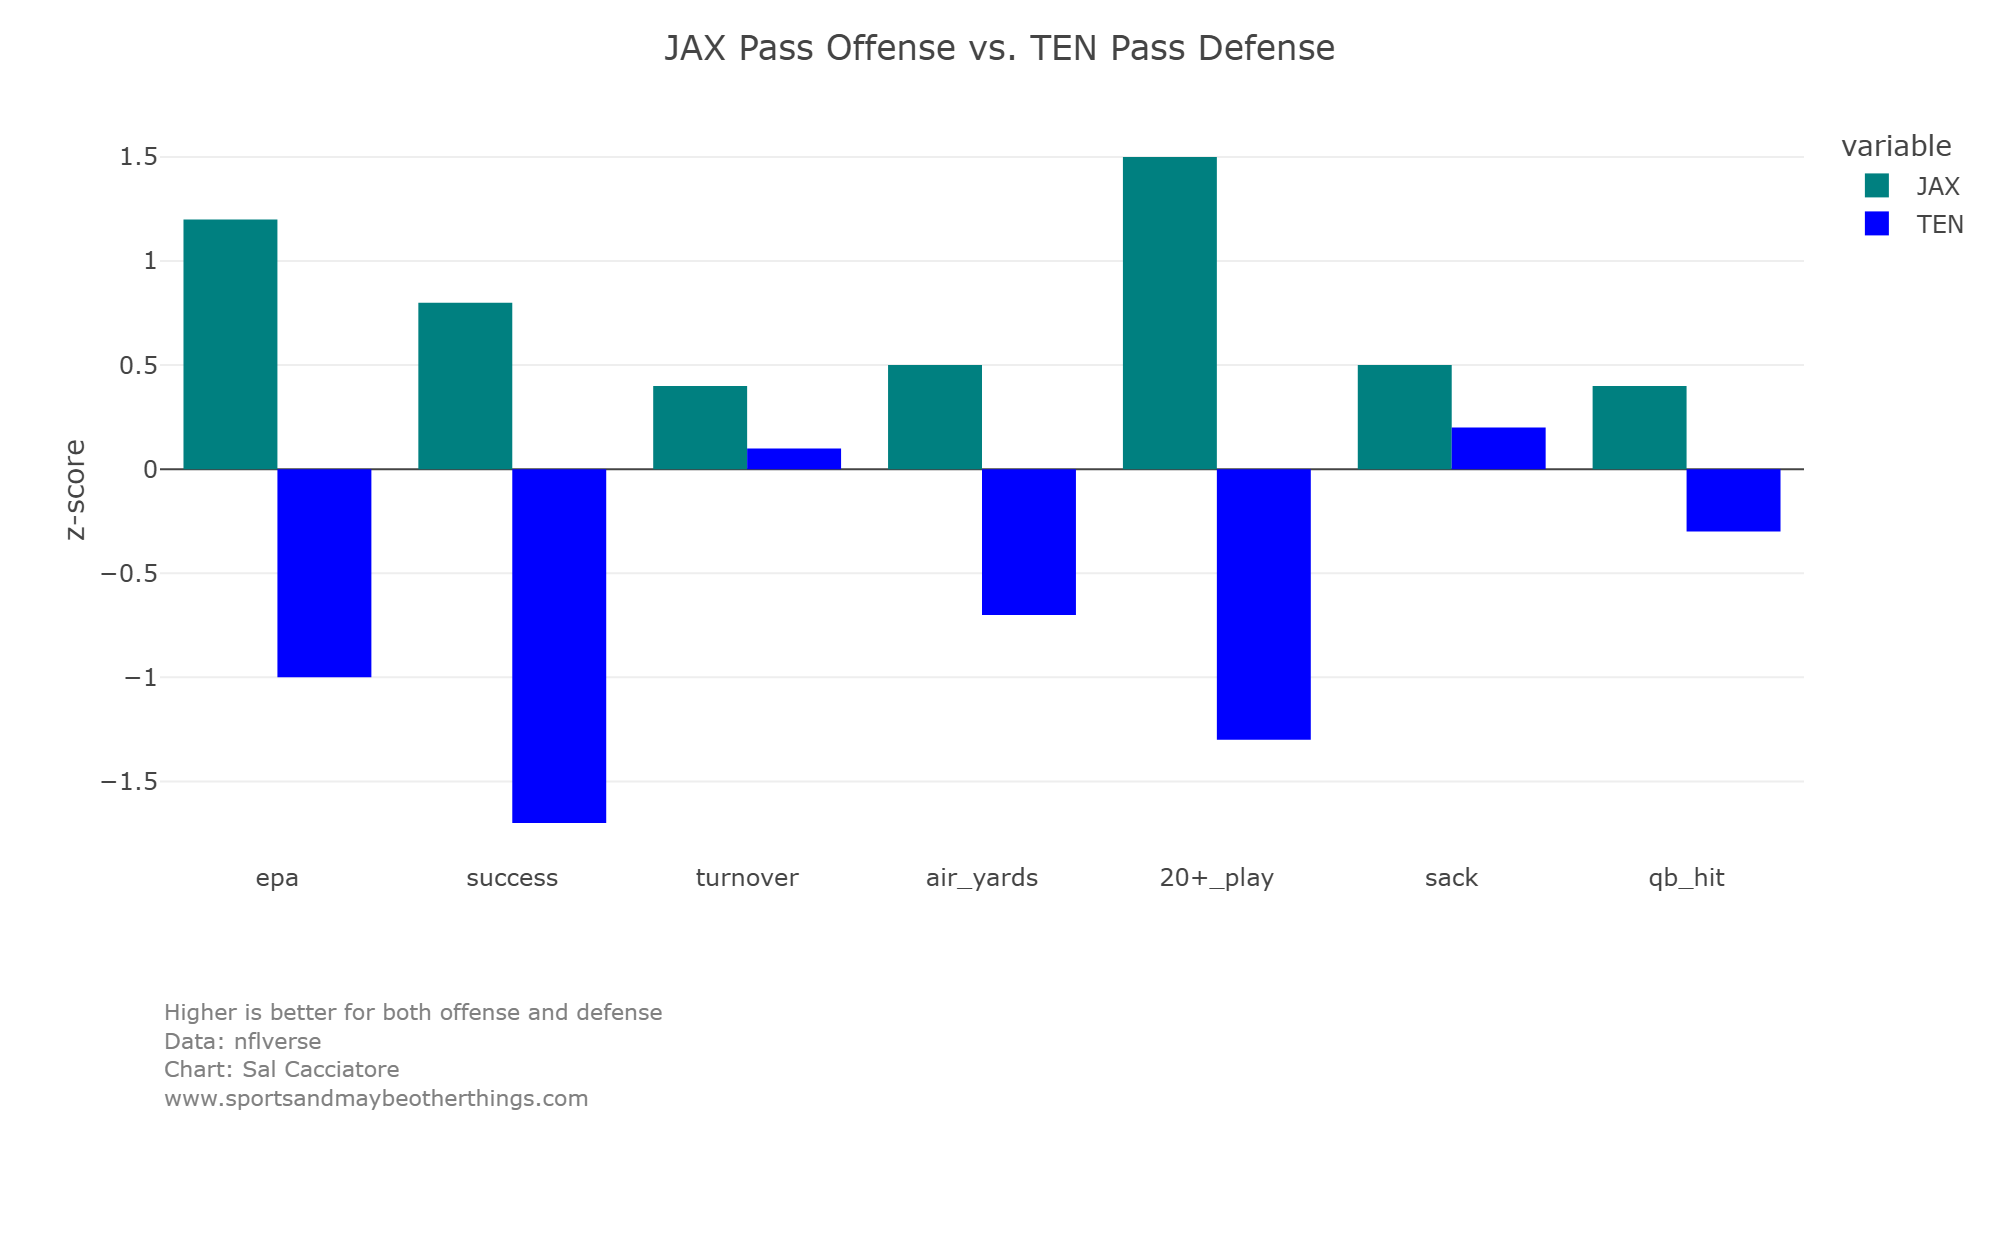 JAX Pass Offense vs. TEN Pass Defense
variable
JAX
TEN
z-score
1.5
1
0.5
0
−0.5
−1
−1.5
epa
success
turnover
air_yards
20+_play
sack
qb_hit
Higher is better for both offense and defense
Data: nflverse
Chart: Sal Cacciatore
www.sportsandmaybeotherthings.com